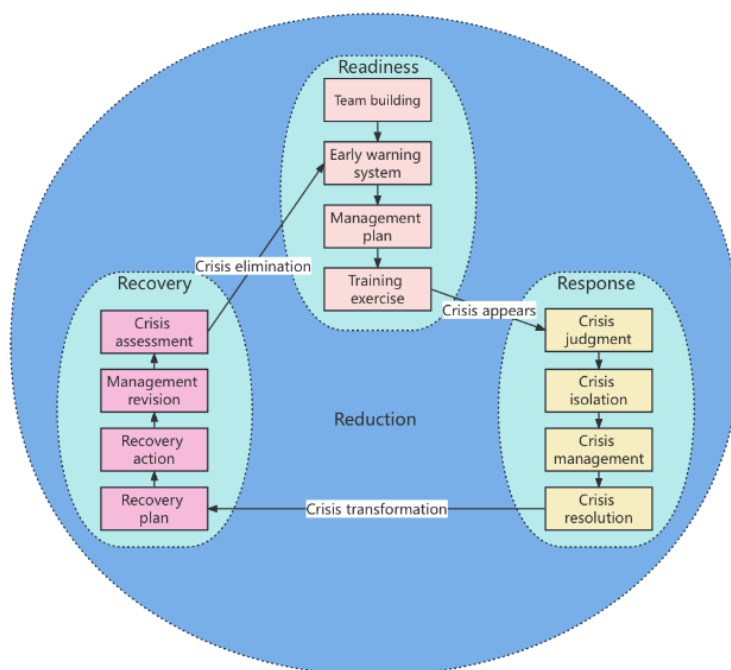 Readiness
Team building
Early warning
system
Management
plan
Training
exercise
Crisis elimination
Crisis appears
Recovery
Crisis
assessment
Management
revision
Recovery
action
Recovery
plan
Reduction
Response
Crisis
judgment
Crisis
isolation
Crisis
management
Crisis
resolution
Crisis transformation